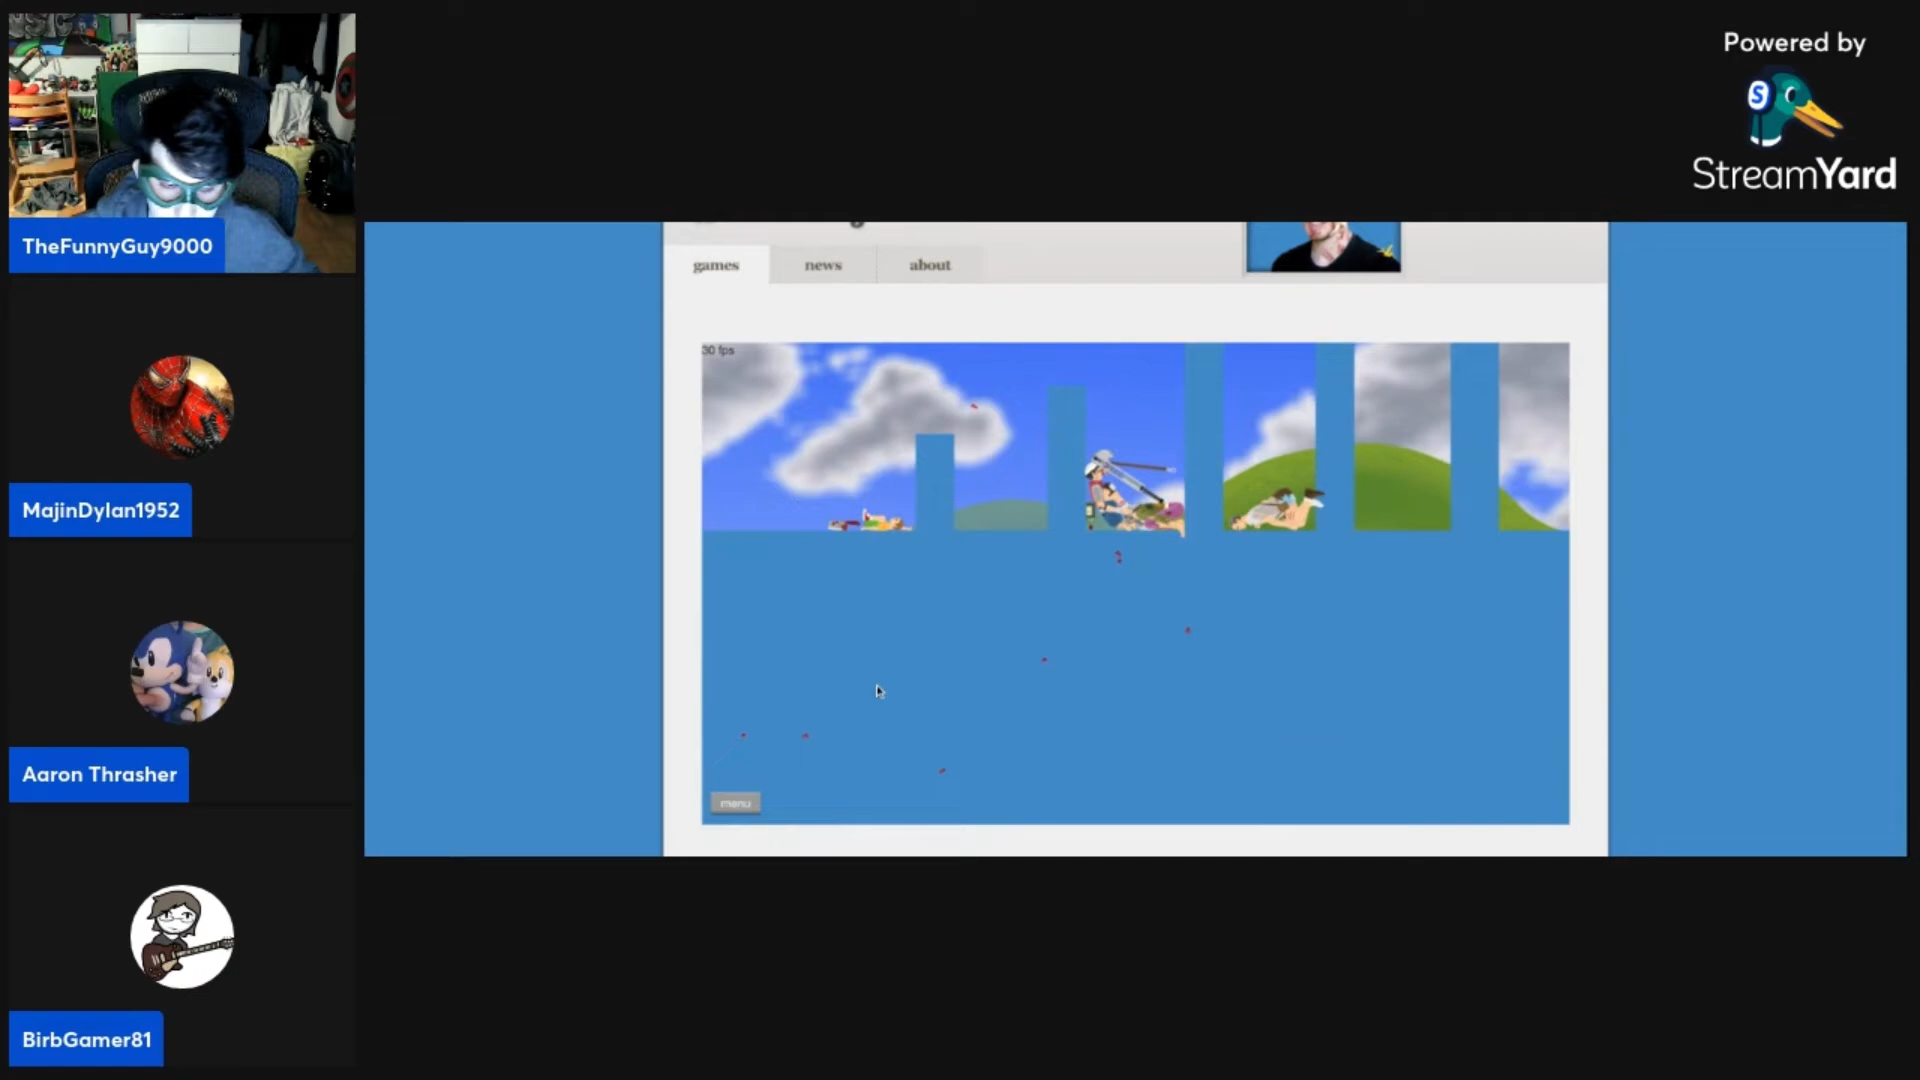 Powered by
S
StreamYard
TheFunnyGuy9000
games
news
about
30 fps
MajinDylan1952
Aaron Thrasher
menu
BirbGamer81